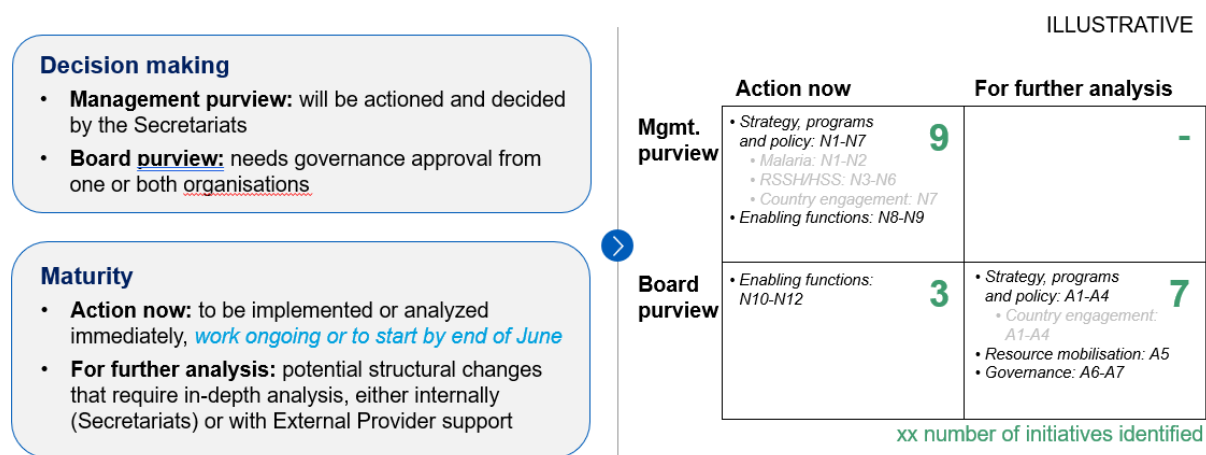 ILLUSTRATIVE
Decision making
• Management purview: will be actioned and decided
by the Secretariats
• Board purview: needs governance approval from
one or both organisations
Maturity
• Action now: to be implemented or analyzed
immediately, work ongoing or to start by end of June
• For further analysis: potential structural changes
that require in-depth analysis, either internally
(Secretariats) or with External Provider support
Action now
For further analysis
Mgmt.
purview
• Strategy, programs
and policy: N1-N7
• Malaria: N1-N2
• RSSH/HSS: N3-N6
• Country engagement: N7
• Enabling functions: N8-N9
9
-
Board
purview
• Enabling functions:
N10-N12
3
• Strategy, programs
and policy: A1-A4
• Country engagement:
A1-A4
• Resource mobilisation: A5
• Governance: A6-A7
7
xx number of initiatives identified